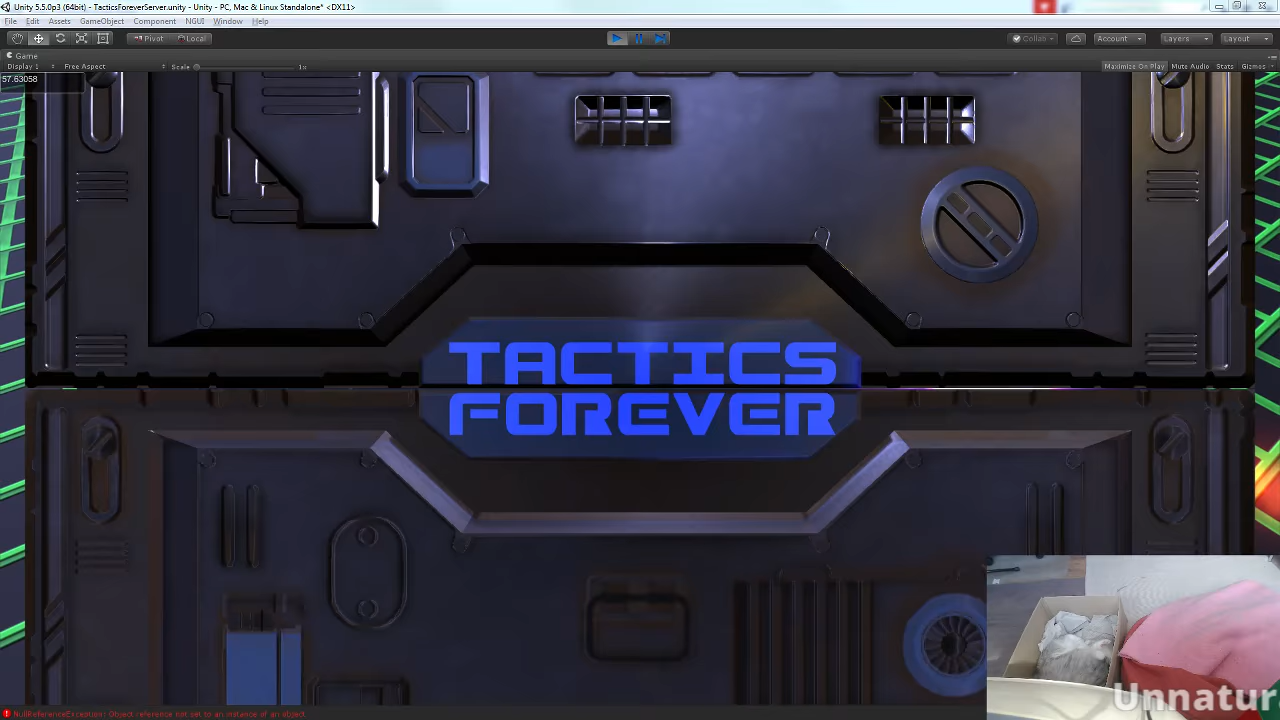 Unity 5.5.0p3 (64bit) - TacticsForeverServer.unity - Unity - PC, Mac & Linux Standalone* <DX11>
File Edit Assets GameObject Component NGUI Window Help
Pivot Local Collab Account Layers Layout
Game
Display 1 Free Aspect Scale 1x Maximize On Play Mute Audio Stats Gizmos
57.63058
TACTICS
FOREVER
Unnatur
NullReferenceException: Object reference not set to an instance of an object